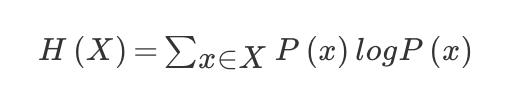 H (X) = ∑x∈X P (x) logP (x)